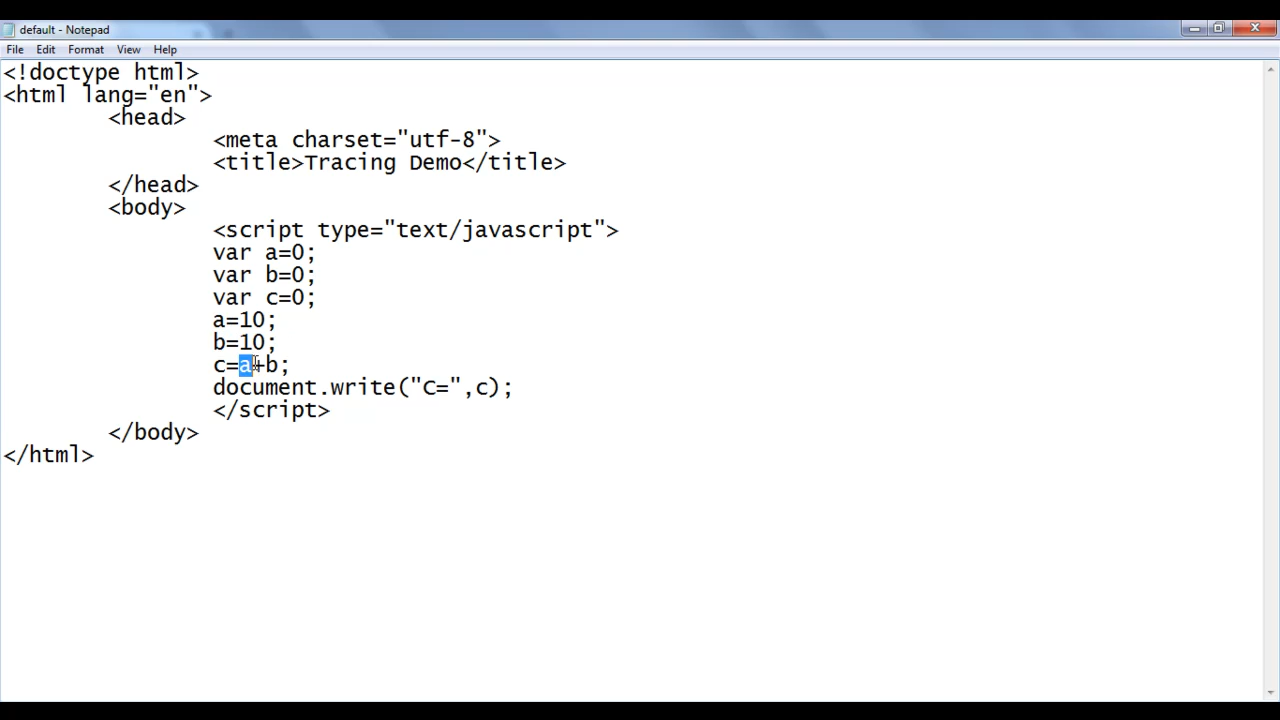 default - Notepad
File Edit Format View Help
<!doctype html>
<html lang="en">
<head>
<meta charset="utf-8">
<title>Tracing Demo</title>
</head>
<body>
<script type="text/javascript">
var a=0;
var b=0;
var c=0;
a=10;
b=10;
c=a+b;
document.write("C=",c);
</script>
</body>
</html>